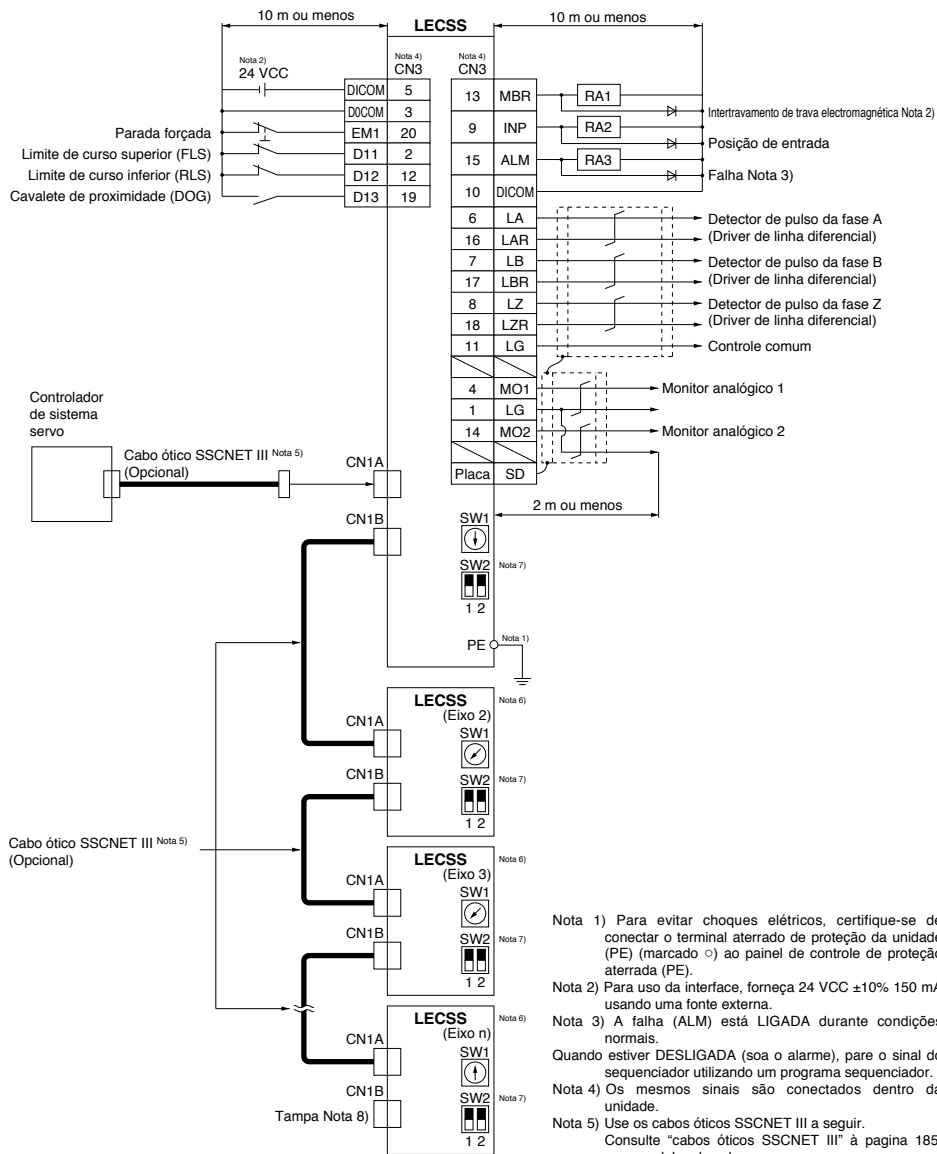 10 m ou menos
LECSS
10 m ou menos
Nota 2)
24 VCC
Nota 4)
CN3
Nota 4)
CN3
DICOM 5
D0COM 3
Parada forçada EM1 20
Limite de curso superior (FLS) D11 2
Limite de curso inferior (RLS) D12 12
Cavalete de proximidade (DOG) D13 19
13 MBR RA1
Intertravamento de trava electromagnética Nota 2)
9 INP RA2
Posição de entrada
15 ALM RA3
Falha Nota 3)
10 DICOM
6 LA Detector de pulso da fase A
16 LAR (Driver de linha diferencial)
7 LB Detector de pulso da fase B
17 LBR (Driver de linha diferencial)
8 LZ Detector de pulso da fase Z
18 LZR (Driver de linha diferencial)
11 LG Controle comum
4 MO1 Monitor analógico 1
1 LG
14 MO2 Monitor analógico 2
Placa SD
2 m ou menos
Controlador
de sistema
servo
Cabo ótico SSCNET III Nota 5)
(Opcional)
CN1A
CN1B
SW1
SW2 Nota 7)
1 2
PE Nota 1)
LECSS Nota 6)
(Eixo 2)
CN1A
SW1
CN1B
SW2 Nota 7)
1 2
Cabo ótico SSCNET III Nota 5)
(Opcional)
LECSS Nota 6)
(Eixo 3)
CN1A
SW1
CN1B
SW2 Nota 7)
1 2
LECSS Nota 6)
(Eixo n)
CN1A
SW1
CN1B
SW2 Nota 7)
Tampa Nota 8)
1 2
Nota 1) Para evitar choques elétricos, certifique-se de
conectar o terminal aterrado de proteção da unidade
(PE) (marcado ○) ao painel de controle de proteção
aterrada (PE).
Nota 2) Para uso da interface, forneça 24 VCC ±10% 150 mA
usando uma fonte externa.
Nota 3) A falha (ALM) está LIGADA durante condições
normais.
Quando estiver DESLIGADA (soa o alarme), pare o sinal do
sequenciador utilizando um programa sequenciador.
Nota 4) Os mesmos sinais são conectados dentro da
unidade.
Nota 5) Use os cabos óticos SSCNET III a seguir.
Consulte “cabos óticos SSCNET III” à pagina 185